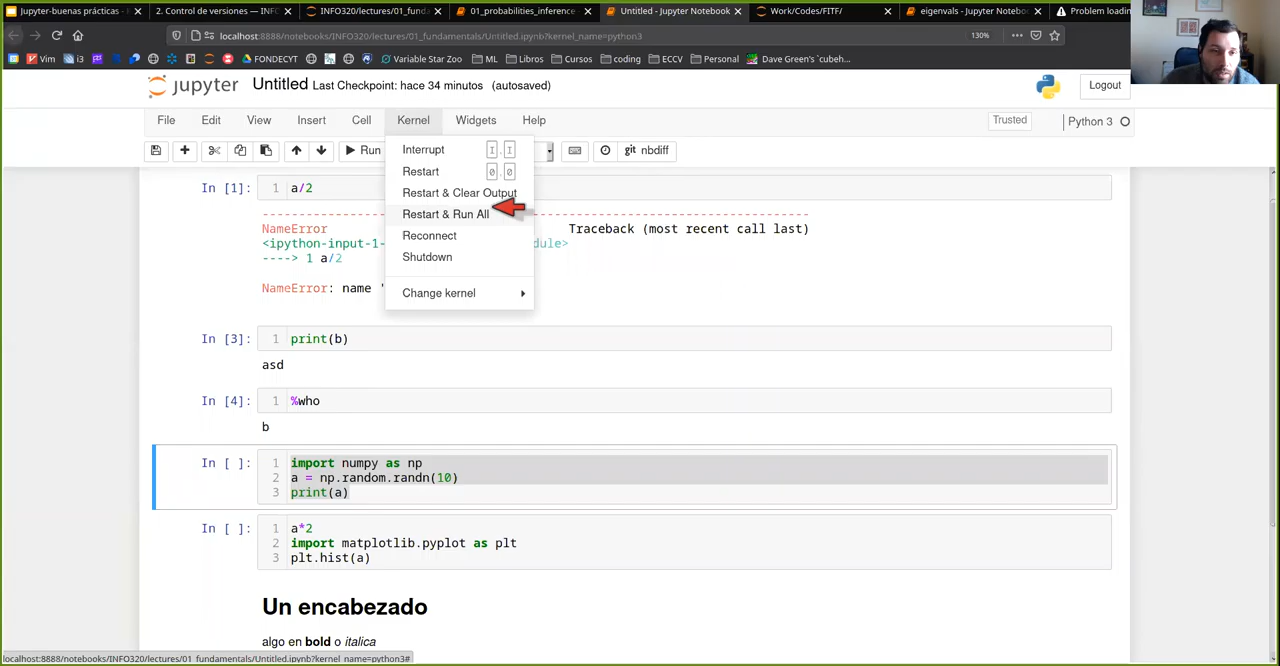 Jupyter-buenas prácticas -
2. Control de versiones — INFO
INFO320/lectures/01_funda
01_probabilities_inference
Untitled - Jupyter Notebook
Work/Codes/FITF/
eigenvals - Jupyter Notebook
Problem loading
localhost:8888/notebooks/INFO320/lectures/01_fundamentals/Untitled.ipynb?kernel_name=python3
130%
Vim
i3
FONDECYT
Variable Star Zoo
ML
Libros
Cursos
coding
ECCV
Personal
Dave Green's `cubeh…
jupyter Untitled Last Checkpoint: hace 34 minutos (autosaved)
Logout
File Edit View Insert Cell Kernel Widgets Help
Trusted
Python 3
Run
nbdiff
git
Interrupt I , I
Restart 0 , 0
Restart & Clear Output
Restart & Run All
Reconnect
Shutdown
Change kernel
In [1]: 1 a/2
NameError Traceback (most recent call last)
<ipython-input-1- dule>
----> 1 a/2
NameError: name '
In [3]: 1 print(b)
asd
In [4]: 1 %who
b
In [ ]: 1 import numpy as np
2 a = np.random.randn(10)
3 print(a)
In [ ]: 1 a*2
2 import matplotlib.pyplot as plt
3 plt.hist(a)
Un encabezado
algo en bold o italica
localhost:8888/notebooks/INFO320/lectures/01_fundamentals/Untitled.ipynb?kernel_name=python3#